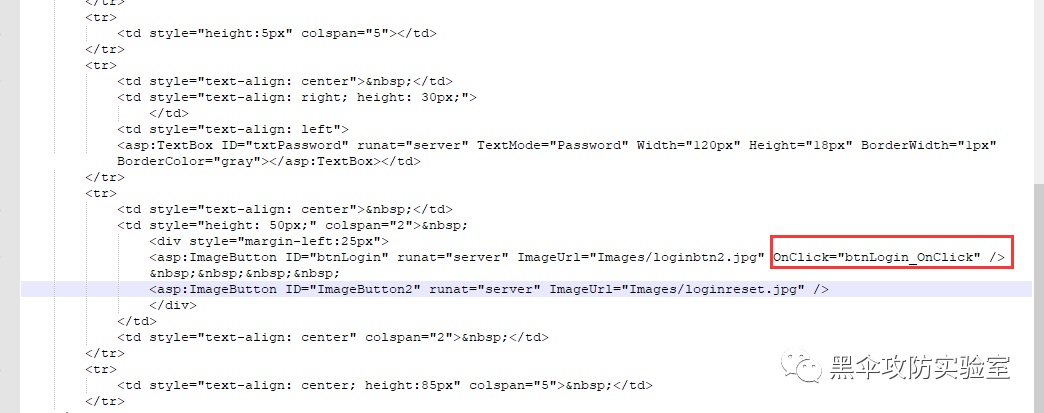 </tr>
<tr>
<td style="height:5px" colspan="5"></td>
</tr>
<tr>
<td style="text-align: center">&nbsp;</td>
<td style="text-align: right; height: 30px;">
</td>
<td style="text-align: left">
<asp:TextBox ID="txtPassword" runat="server" TextMode="Password" Width="120px" Height="18px" BorderWidth="1px"
BorderColor="gray"></asp:TextBox></td>
</tr>
<tr>
<td style="text-align: center">&nbsp;</td>
<td style="height: 50px;" colspan="2">&nbsp;
<div style="margin-left:25px">
<asp:ImageButton ID="btnLogin" runat="server" ImageUrl="Images/loginbtn2.jpg" OnClick="btnLogin_OnClick" />
&nbsp;&nbsp;&nbsp;&nbsp;
<asp:ImageButton ID="ImageButton2" runat="server" ImageUrl="Images/loginreset.jpg" />
</div>
</td>
<td style="text-align: center" colspan="2">&nbsp;</td>
</tr>
<tr>
<td style="text-align: center; height:85px" colspan="5">&nbsp;</td>
</tr>
黑伞攻防实验室